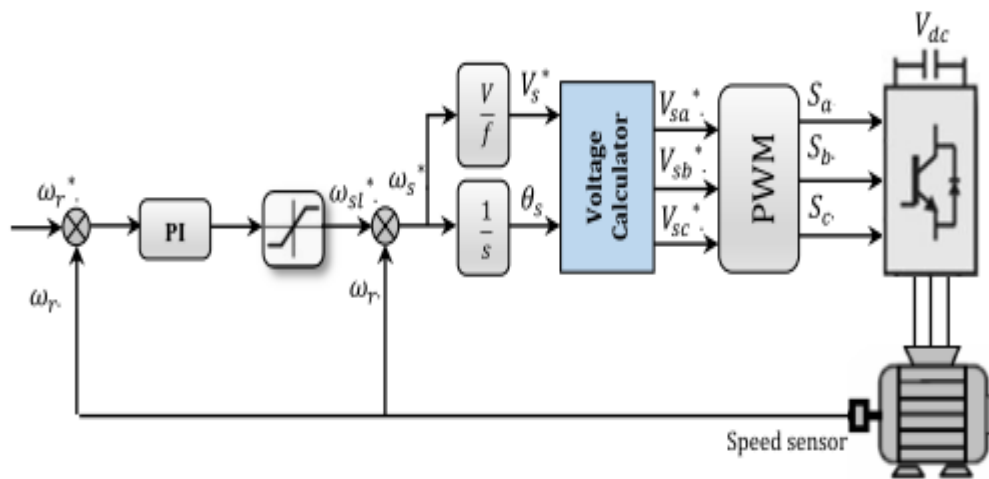 V_dc
V/f
V_s*
V_sa*
S_a
ω_r*
PI
ω_sl*
ω_s*
1/s
θ_s
Voltage
Calculator
V_sb*
V_sc*
PWM
S_b
S_c
ω_r
ω_r
Speed sensor